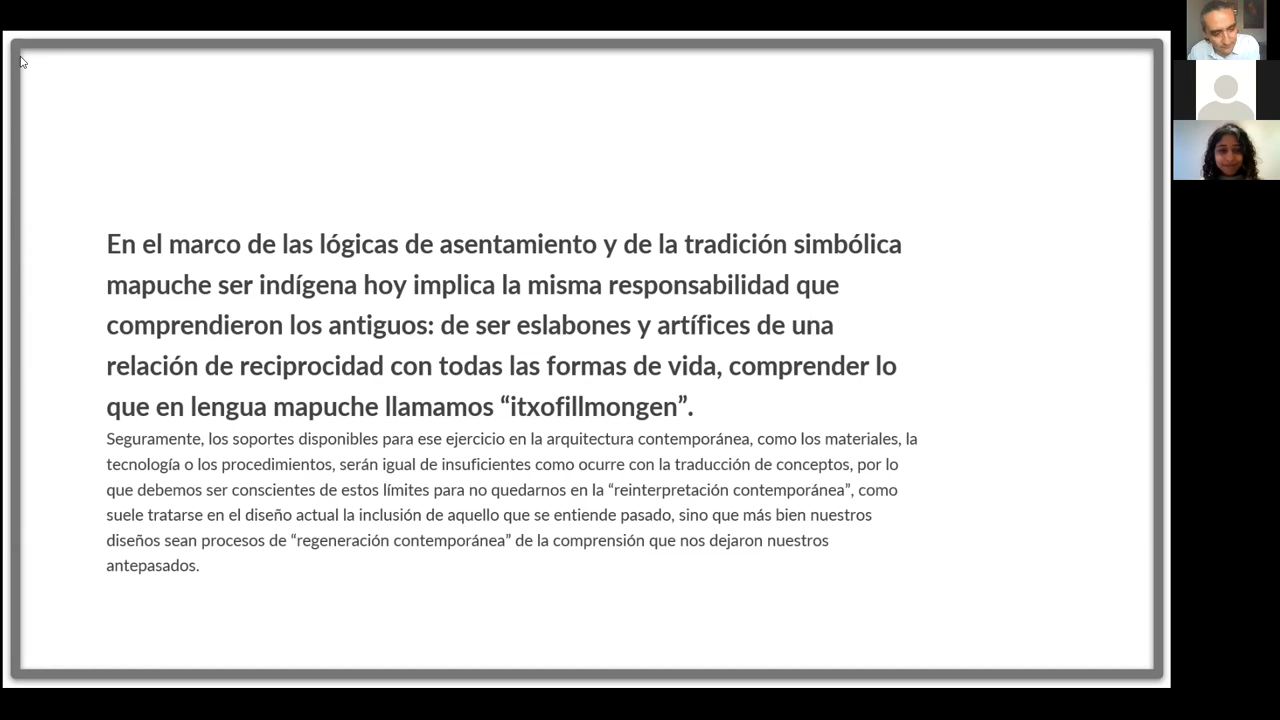 En el marco de las lógicas de asentamiento y de la tradición simbólica
mapuche ser indígena hoy implica la misma responsabilidad que
comprendieron los antiguos: de ser eslabones y artífices de una
relación de reciprocidad con todas las formas de vida, comprender lo
que en lengua mapuche llamamos “itxofillmongen”.
Seguramente, los soportes disponibles para ese ejercicio en la arquitectura contemporánea, como los materiales, la
tecnología o los procedimientos, serán igual de insuficientes como ocurre con la traducción de conceptos, por lo
que debemos ser conscientes de estos límites para no quedarnos en la “reinterpretación contemporánea”, como
suele tratarse en el diseño actual la inclusión de aquello que se entiende pasado, sino que más bien nuestros
diseños sean procesos de “regeneración contemporánea” de la comprensión que nos dejaron nuestros
antepasados.